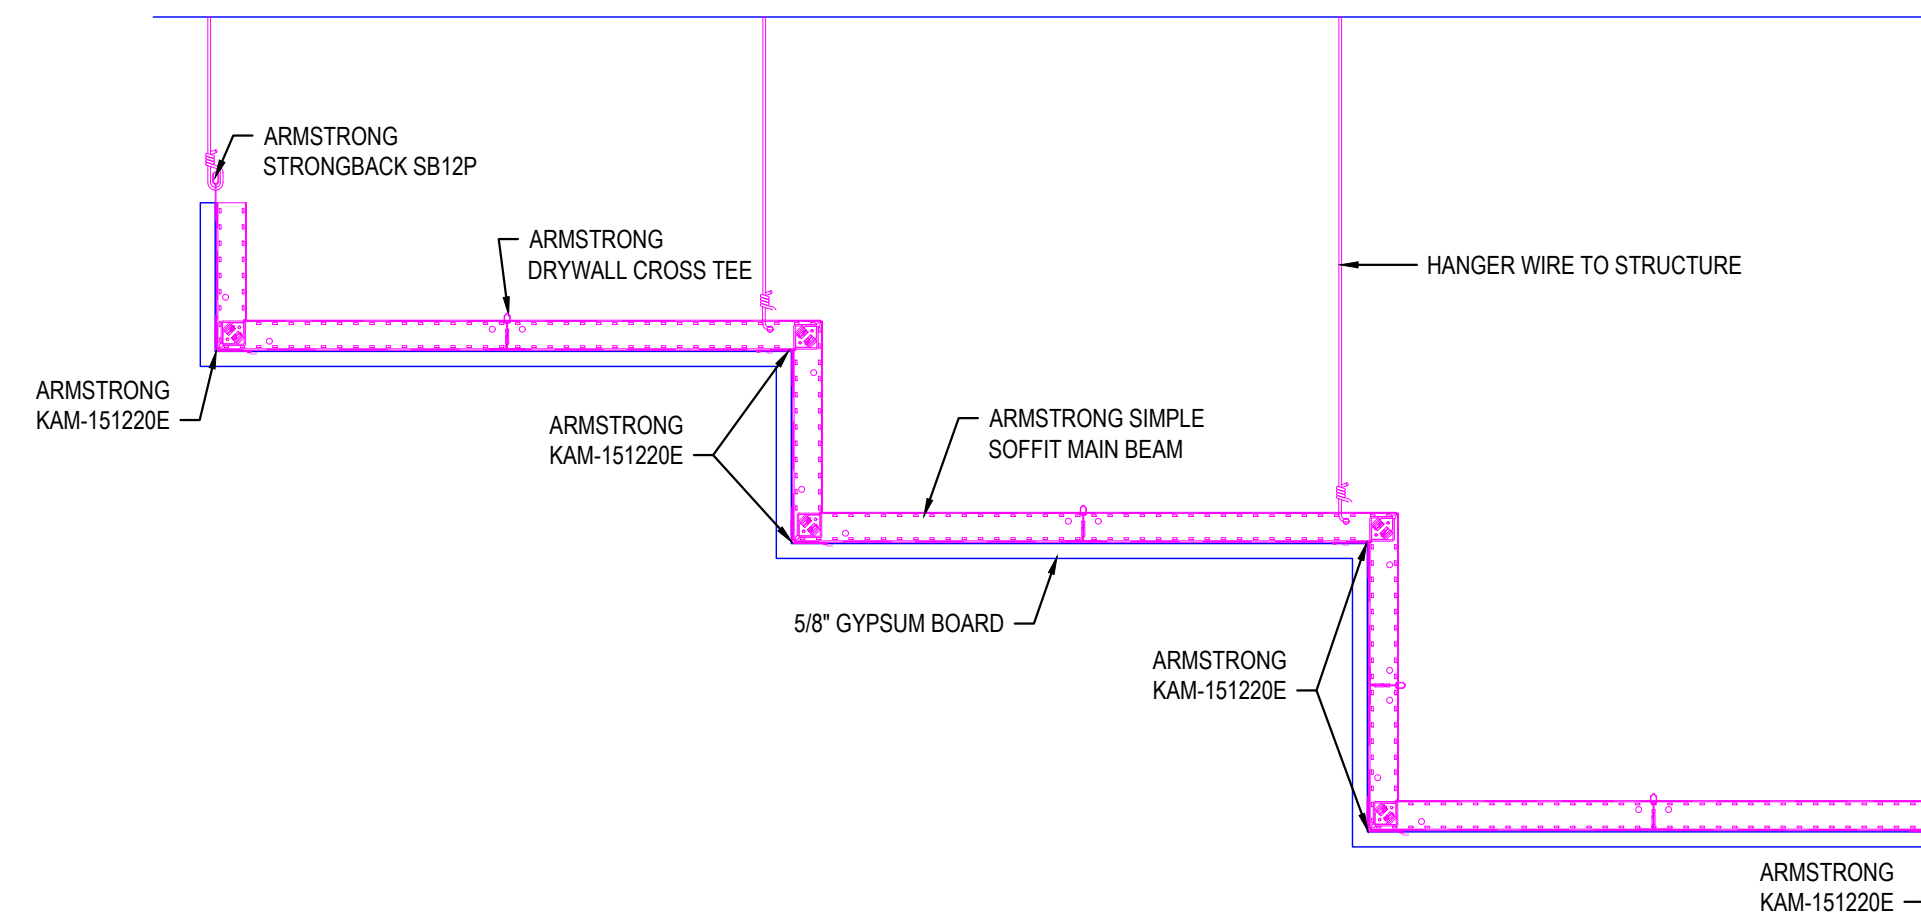 ARMSTRONG
STRONGBACK SB12P
ARMSTRONG
DRYWALL CROSS TEE
HANGER WIRE TO STRUCTURE
ARMSTRONG
KAM-151220E
ARMSTRONG
KAM-151220E
ARMSTRONG SIMPLE
SOFFIT MAIN BEAM
5/8" GYPSUM BOARD
ARMSTRONG
KAM-151220E
ARMSTRONG
KAM-151220E